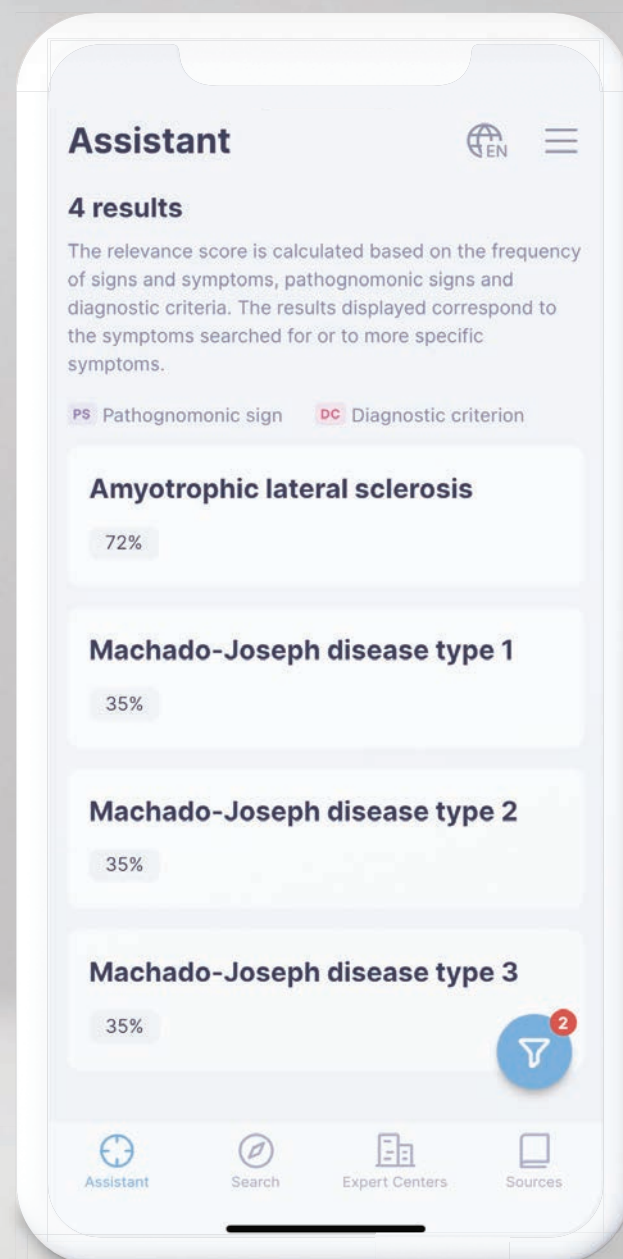 Assistant
EN
4 results
The relevance score is calculated based on the frequency
of signs and symptoms, pathognomonic signs and
diagnostic criteria. The results displayed correspond to
the symptoms searched for or to more specific
symptoms.
PS Pathognomonic sign DC Diagnostic criterion
Amyotrophic lateral sclerosis
72%
Machado-Joseph disease type 1
35%
Machado-Joseph disease type 2
35%
Machado-Joseph disease type 3
35%
2
Assistant Search Expert Centers Sources